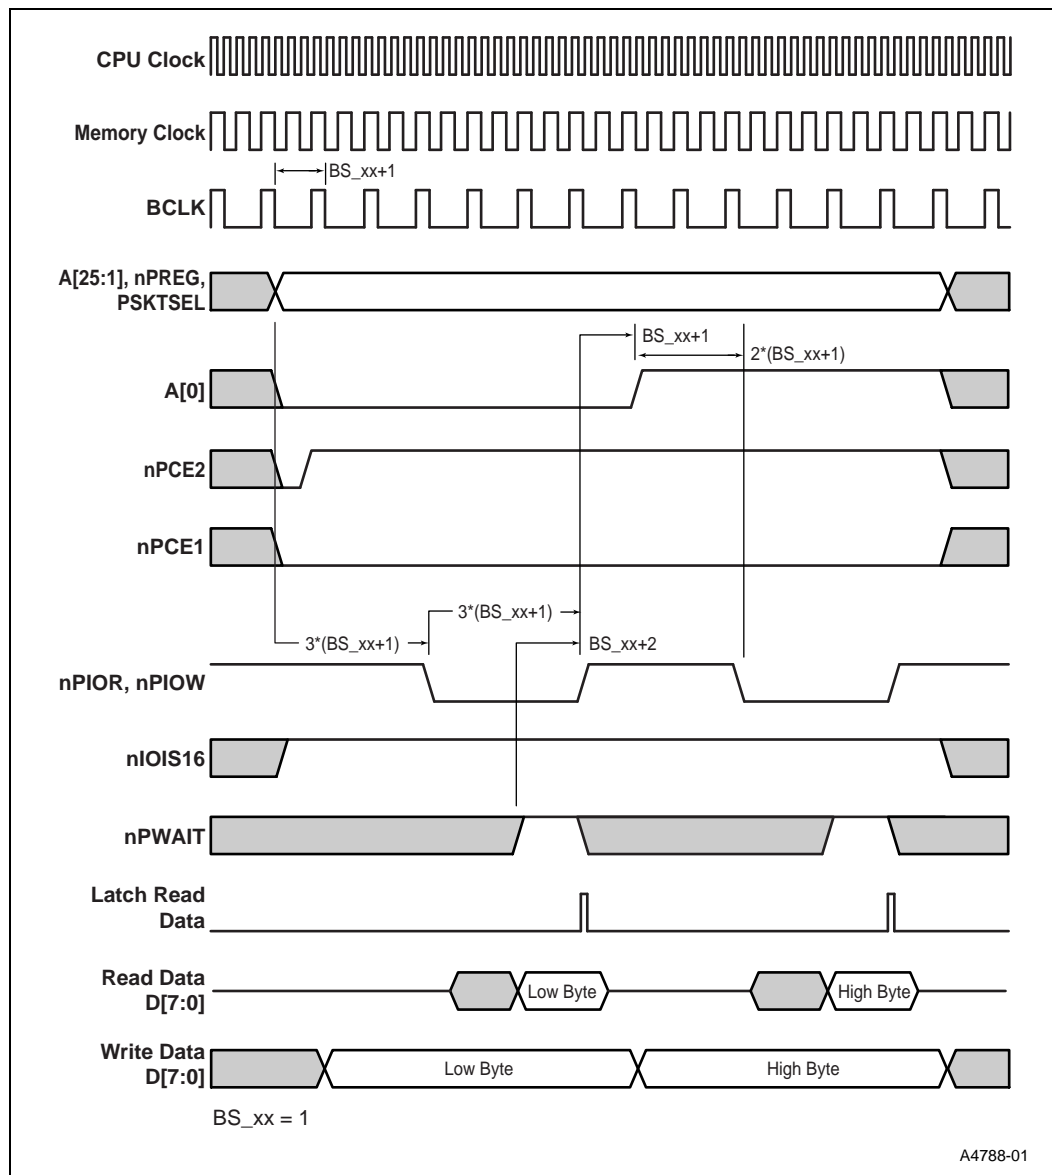 CPU Clock
Memory Clock
BS_xx+1
BCLK
A[25:1], nPREG,
PSKTSEL
BS_xx+1
2*(BS_xx+1)
A[0]
nPCE2
nPCE1
3*(BS_xx+1)
3*(BS_xx+1)
BS_xx+2
nPIOR, nPIOW
nIOIS16
nPWAIT
Latch Read
Data
Read Data
D[7:0]
Low Byte
High Byte
Write Data
D[7:0]
Low Byte
High Byte
BS_xx = 1
A4788-01